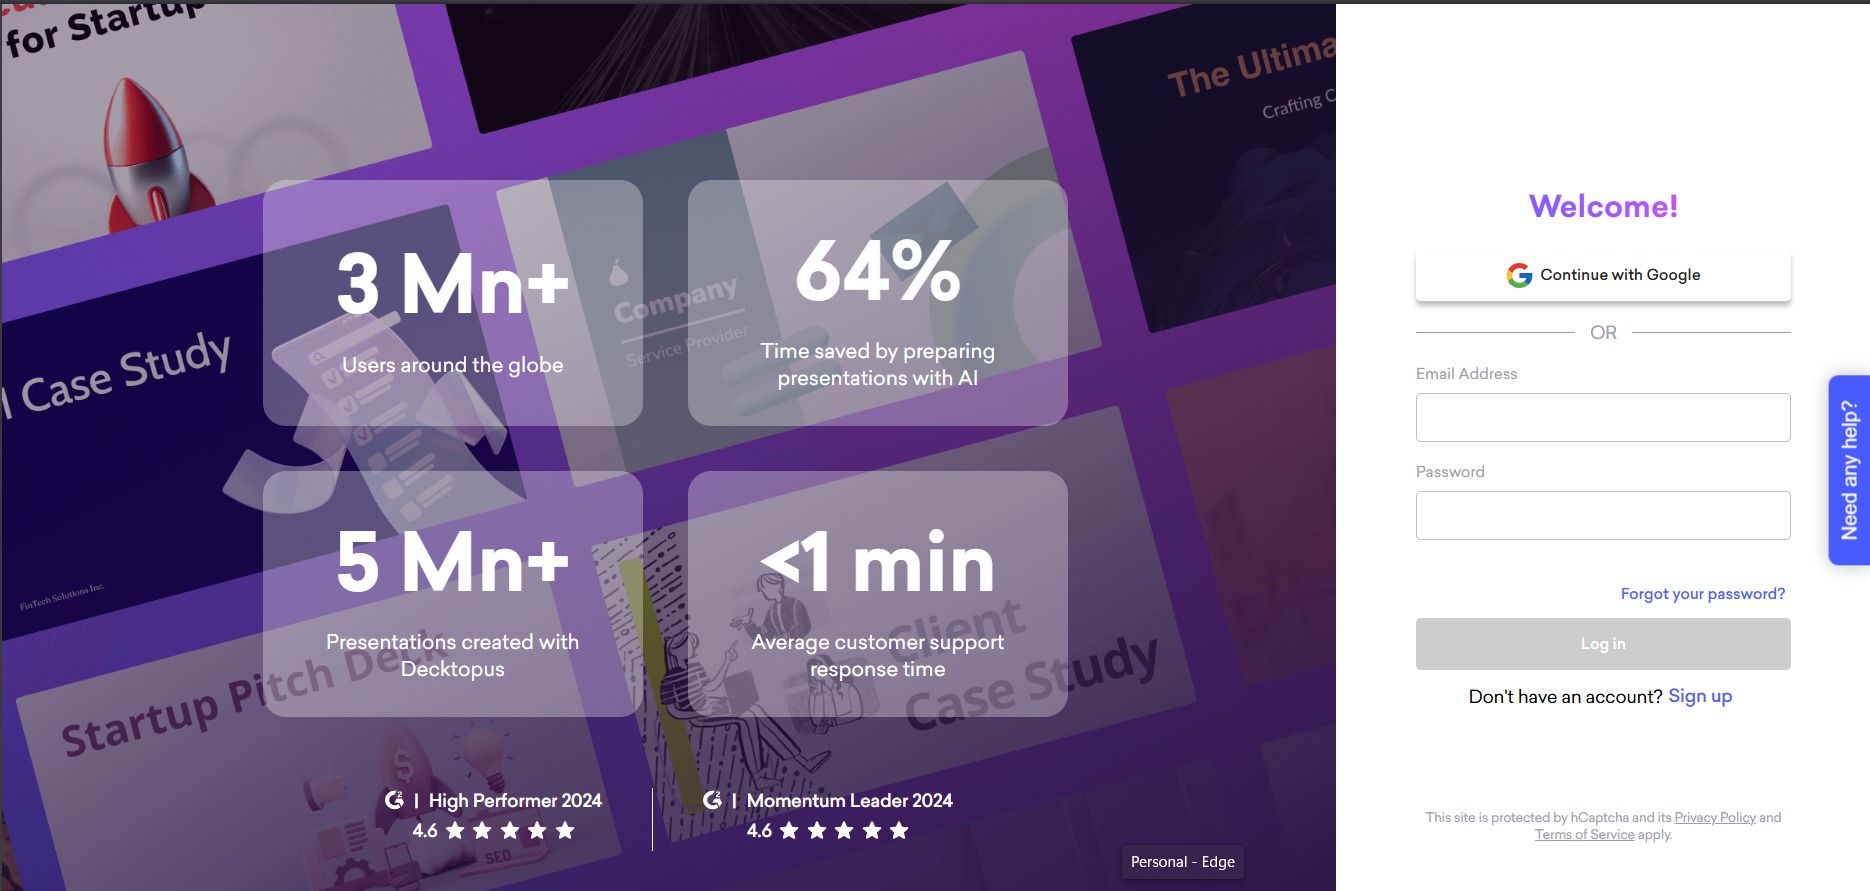 for Startup
The Ultima
Crafting C
3 Mn+
Users around the globe
64%
Time saved by preparing
presentations with AI
Company
Service Provider
Case Study
FinTech Solutions Inc.
5 Mn+
Presentations created with
Decktopus
<1 min
Average customer support
response time
Startup Pitch Deck
Client
Case Study
SEO
G2 | High Performer 2024
4.6
G2 | Momentum Leader 2024
4.6
Personal - Edge
Welcome!
Continue with Google
OR
Email Address
Password
Forgot your password?
Log in
Don't have an account? Sign up
Need any help?
This site is protected by hCaptcha and its Privacy Policy and
Terms of Service apply.